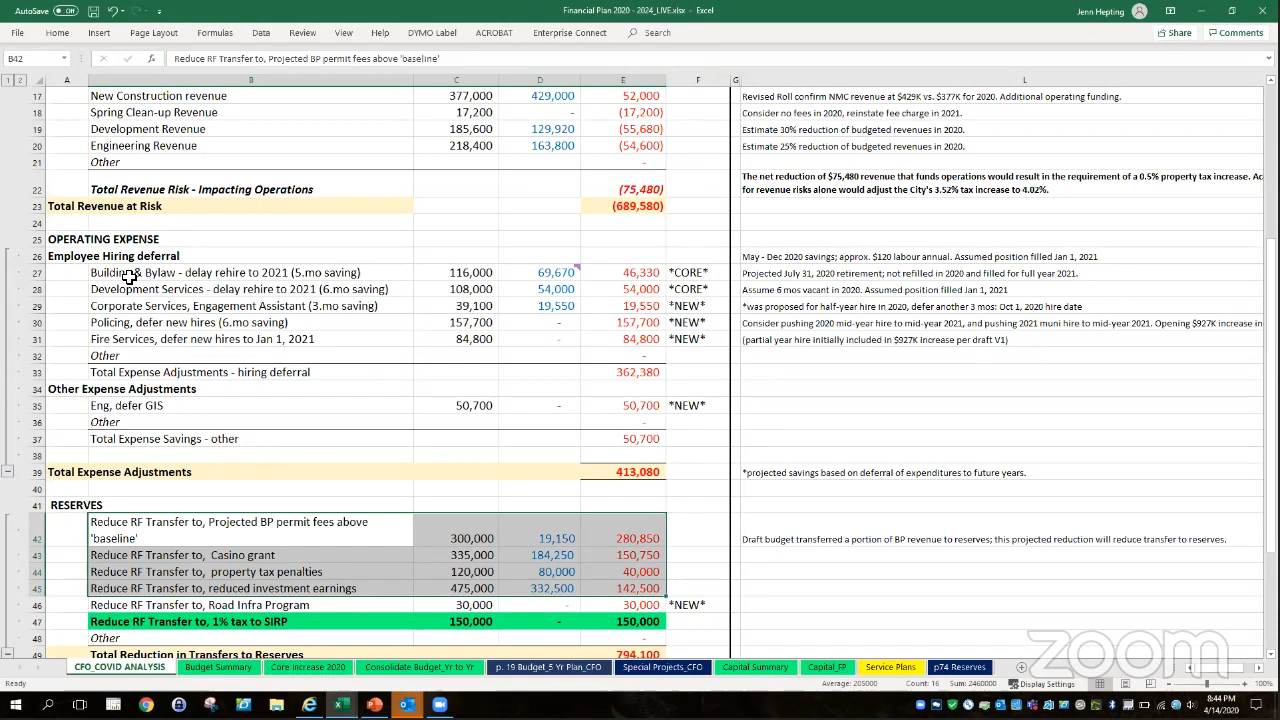 AutoSave Off Financial Plan 2020 - 2024_LIVE.xlsx - Excel Jenn Hepting
File Home Insert Page Layout Formulas Data Review View Help DYMO Label ACROBAT Enterprise Connect Search Share Comments
B42 fx Reduce RF Transfer to, Projected BP permit fees above 'baseline'
1 2 A B C D E F G L
17 New Construction revenue 377,000 429,000 52,000 Revised Roll confirm NMC revenue at $429K vs. $377K for 2020. Additional operating funding.
18 Spring Clean-up Revenue 17,200 - (17,200) Consider no fees in 2020, reinstate fee charge in 2021.
19 Development Revenue 185,600 129,920 (55,680) Estimate 30% reduction of budgeted revenues in 2020.
20 Engineering Revenue 218,400 163,800 (54,600) Estimate 25% reduction of budgeted revenues in 2020.
21 Other -
The net reduction of $75,480 revenue that funds operations would result in the requirement of a 0.5% property tax increase. Ac
22 Total Revenue Risk - Impacting Operations (75,480) for revenue risks alone would adjust the City's 3.52% tax increase to 4.02%.
23 Total Revenue at Risk (689,580)
24
25 OPERATING EXPENSE
26 Employee Hiring deferral May - Dec 2020 savings; approx. $120 labour annual. Assumed position filled Jan 1, 2021
27 Building & Bylaw - delay rehire to 2021 (5.mo saving) 116,000 69,670 46,330 *CORE* Projected July 31, 2020 retirement; not refilled in 2020 and filled for full year 2021.
28 Development Services - delay rehire to 2021 (6.mo saving) 108,000 54,000 54,000 *CORE* Assume 6 mos vacant in 2020. Assumed position filled Jan 1, 2021
29 Corporate Services, Engagement Assistant (3.mo saving) 39,100 19,550 19,550 *NEW* *was proposed for half-year hire in 2020, defer another 3 mos: Oct 1, 2020 hire date
30 Policing, defer new hires (6.mo saving) 157,700 - 157,700 *NEW* Consider pushing 2020 mid-year hire to mid-year 2021, and pushing 2021 muni hire to mid-year 2021. Opening $927K increase in
31 Fire Services, defer new hires to Jan 1, 2021 84,800 - 84,800 *NEW* (partial year hire initially included in $927K increase per draft V1)
32 Other -
33 Total Expense Adjustments - hiring deferral 362,380
34 Other Expense Adjustments
35 Eng, defer GIS 50,700 - 50,700 *NEW*
36 Other -
37 Total Expense Savings - other 50,700
38
39 Total Expense Adjustments 413,080 *projected savings based on deferral of expenditures to future years.
40
41 RESERVES
Reduce RF Transfer to, Projected BP permit fees above
42 'baseline' 300,000 19,150 280,850 Draft budget transferred a portion of BP revenue to reserves; this projected reduction will reduce transfer to reserves.
43 Reduce RF Transfer to, Casino grant 335,000 184,250 150,750
44 Reduce RF Transfer to, property tax penalties 120,000 80,000 40,000
45 Reduce RF Transfer to, reduced investment earnings 475,000 332,500 142,500
46 Reduce RF Transfer to, Road Infra Program 30,000 - 30,000 *NEW*
47 Reduce RF Transfer to, 1% tax to SIRP 150,000 - 150,000
48 Other -
49 Total Reduction in Transfers to Reserves 794,100
CFO_COVID ANALYSIS Budget Summary Core Increase 2020 Consolidate Budget_Yr to Yr p. 19 Budget_5 Yr Plan_CFO Special Projects_CFO Capital Summary Capital_FP Service Plans p74 Reserves
zoom
Ready Average: 205000 Count: 16 Sum: 2460000 Display Settings 100%
8:44 PM
4/14/2020